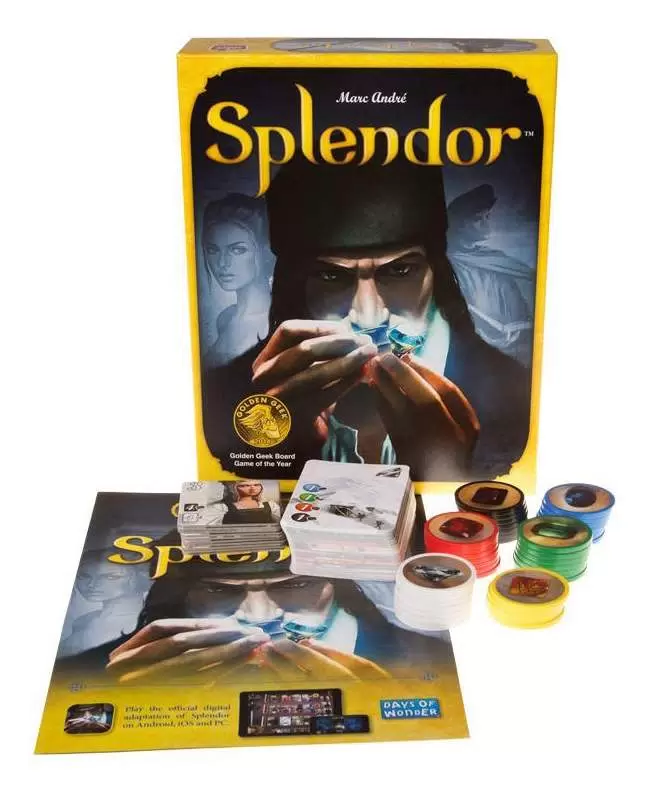 Marc André
Splendor™
GOLDEN GEEK
Golden Geek Board
Game of the Year
Splendor
Play the official digital
adaptation of Splendor
on Android, iOS and PC.
DAYS OF
WONDER